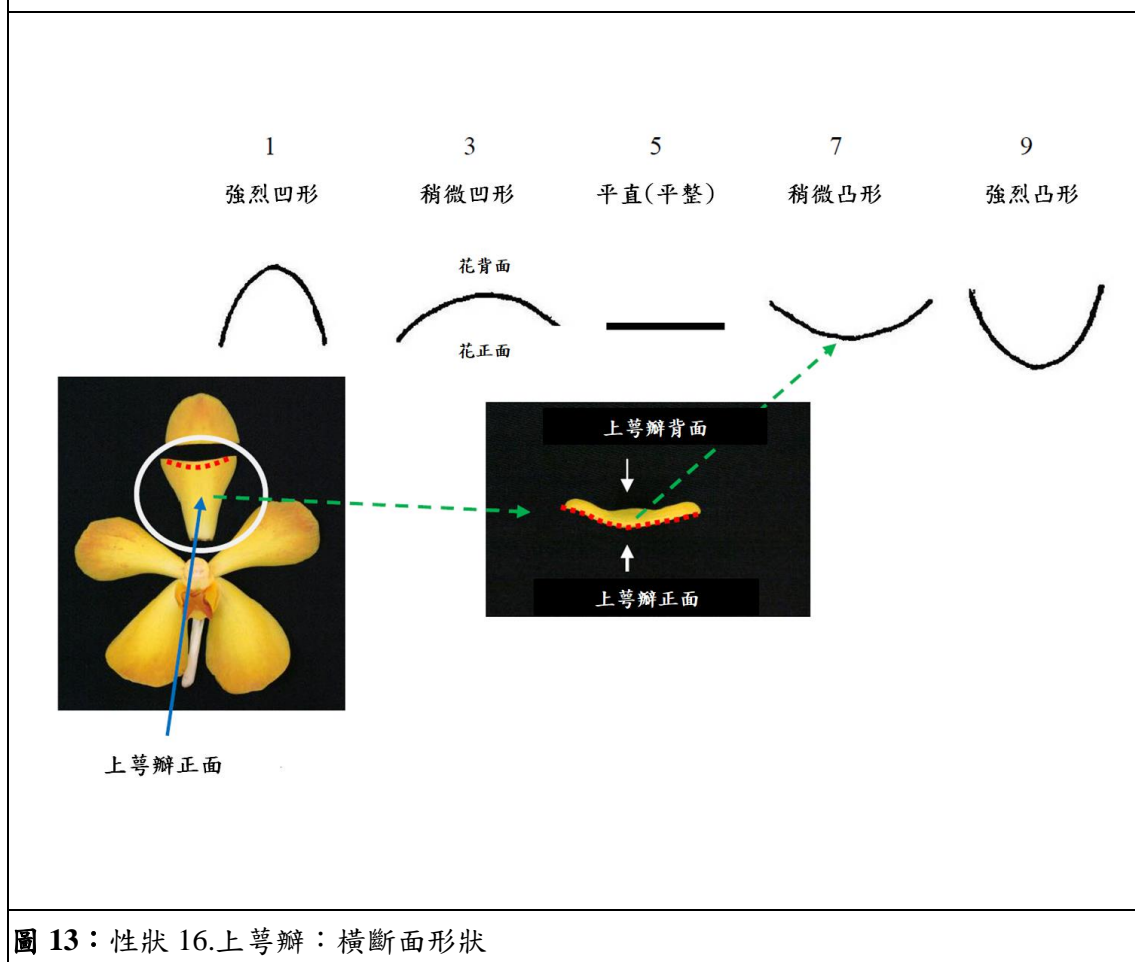 1 3 5 7 9
強烈凹形 稍微凹形 平直(平整) 稍微凸形 強烈凸形
花背面
花正面
上萼瓣背面
上萼瓣正面
上萼瓣正面
圖 13：性狀 16.上萼瓣：橫斷面形狀